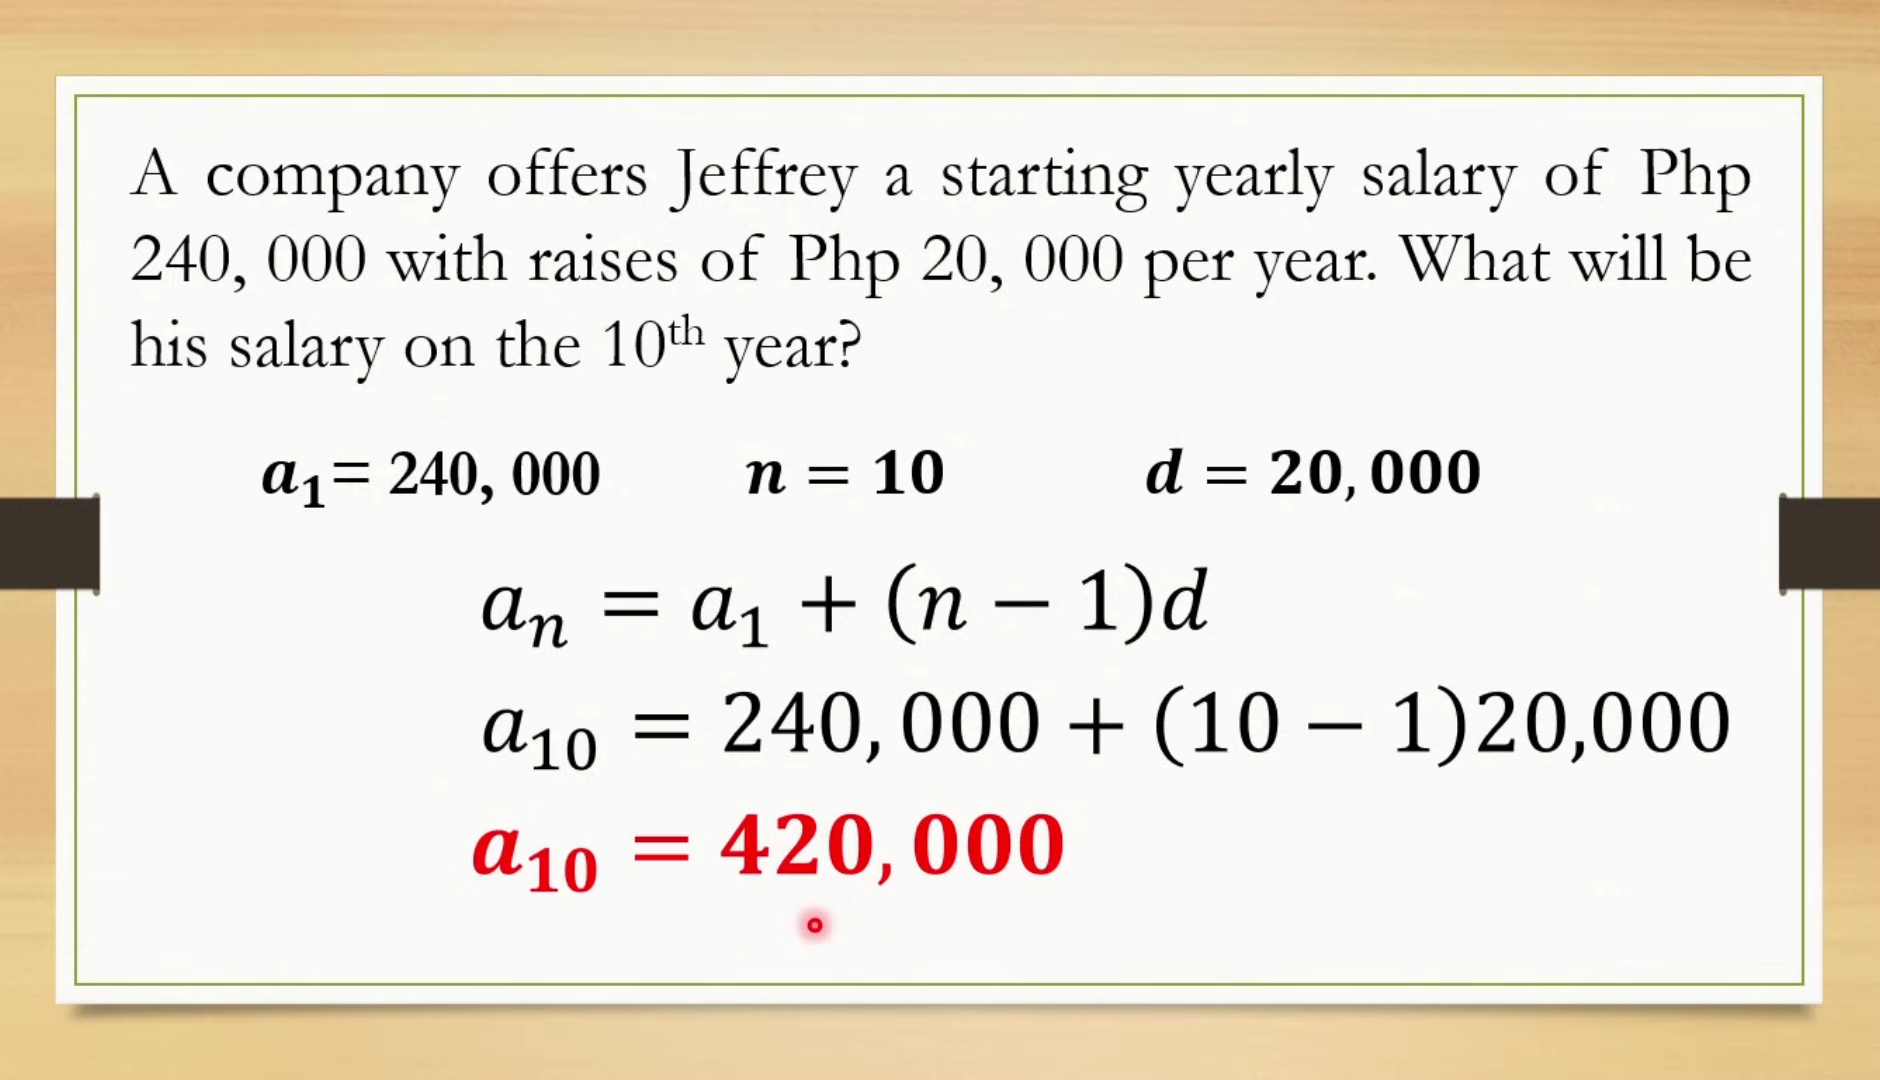 A company offers Jeffrey a starting yearly salary of Php
240, 000 with raises of Php 20, 000 per year. What will be
his salary on the 10th year?
a₁= 240, 000 n = 10 d = 20,000
aₙ = a₁ + (n − 1)d
a₁₀ = 240,000 + (10 − 1)20,000
a₁₀ = 420,000